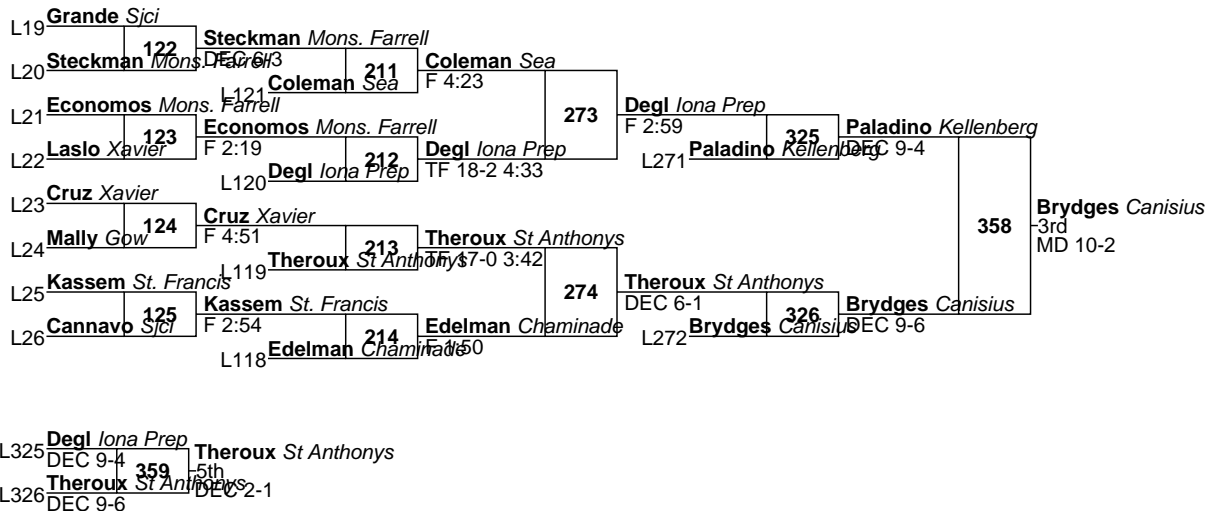 L19 Grande Sjci
122
L20 Steckman Mons. Farrell
Steckman Mons. Farrell
DEC 6-3
211
L121 Coleman Sea
Coleman Sea
F 4:23
L21 Economos Mons. Farrell
123
L22 Laslo Xavier
Economos Mons. Farrell
F 2:19
212
L120 Degl Iona Prep
Degl Iona Prep
TF 18-2 4:33
273
Degl Iona Prep
F 2:59
325
L271 Paladino Kellenberg
Paladino Kellenberg
DEC 9-4
L23 Cruz Xavier
124
L24 Mally Gow
Cruz Xavier
F 4:51
213
L119 Theroux St Anthonys
Theroux St Anthonys
TF 17-0 3:42
L25 Kassem St. Francis
125
L26 Cannavo Sjci
Kassem St. Francis
F 2:54
214
L118 Edelman Chaminade
Edelman Chaminade
F 1:50
274
Theroux St Anthonys
DEC 6-1
326
L272 Brydges Canisius
Brydges Canisius
DEC 9-6
358
Brydges Canisius
3rd
MD 10-2
L325 Degl Iona Prep
DEC 9-4
359
L326 Theroux St Anthonys
DEC 9-6
Theroux St Anthonys
5th
DEC 2-1